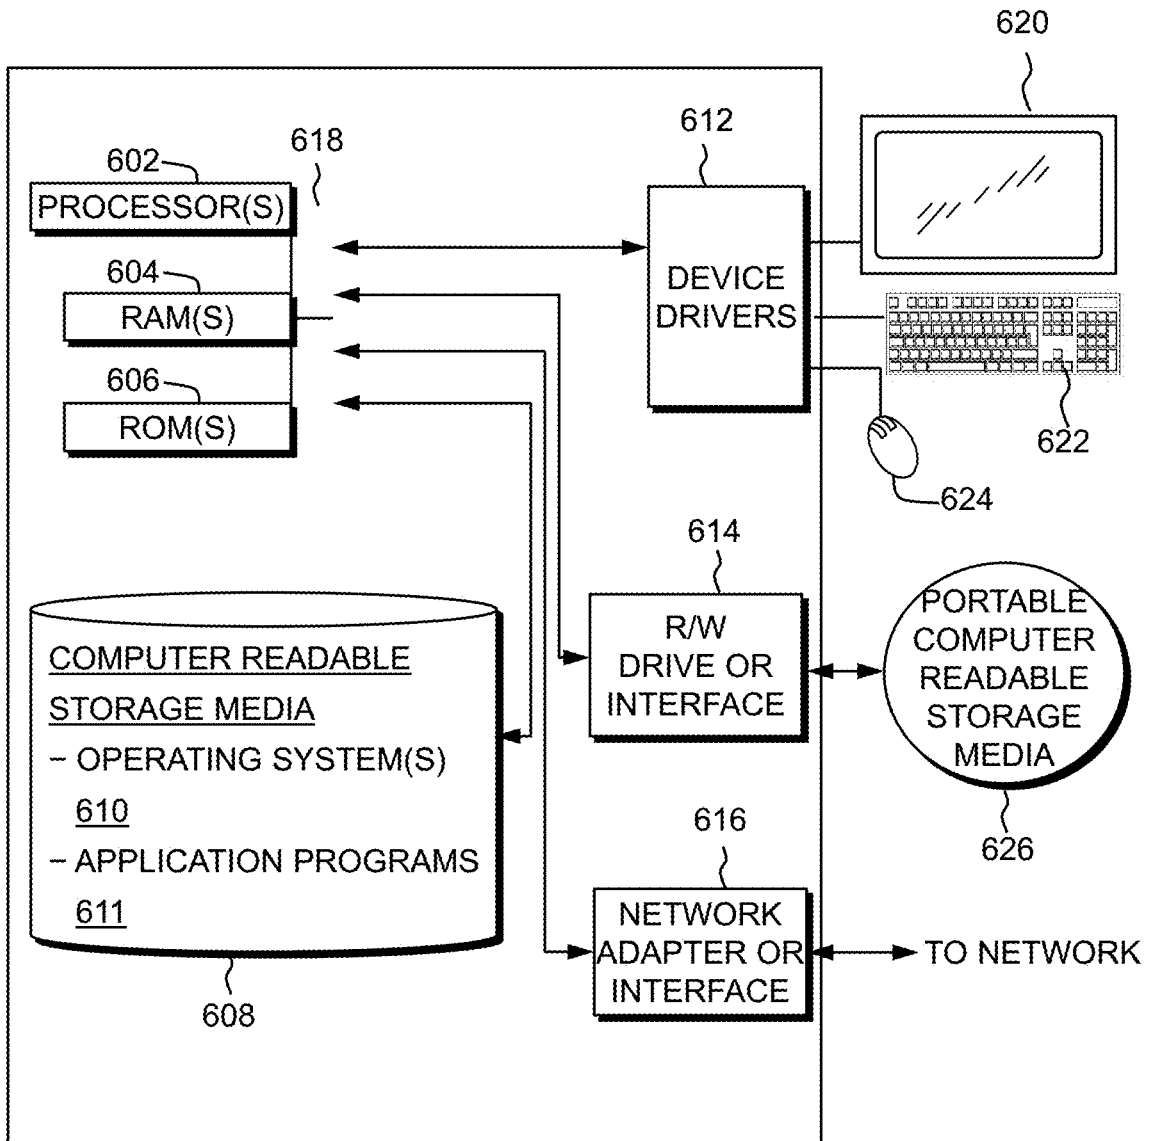 620
618
612
602
PROCESSOR(S)
604
RAM(S)
606
ROM(S)
DEVICE
DRIVERS
622
624
614
R/W
DRIVE OR
INTERFACE
PORTABLE
COMPUTER
READABLE
STORAGE
MEDIA
626
COMPUTER READABLE
STORAGE MEDIA
– OPERATING SYSTEM(S)
610
– APPLICATION PROGRAMS
611
608
616
NETWORK
ADAPTER OR
INTERFACE
TO NETWORK